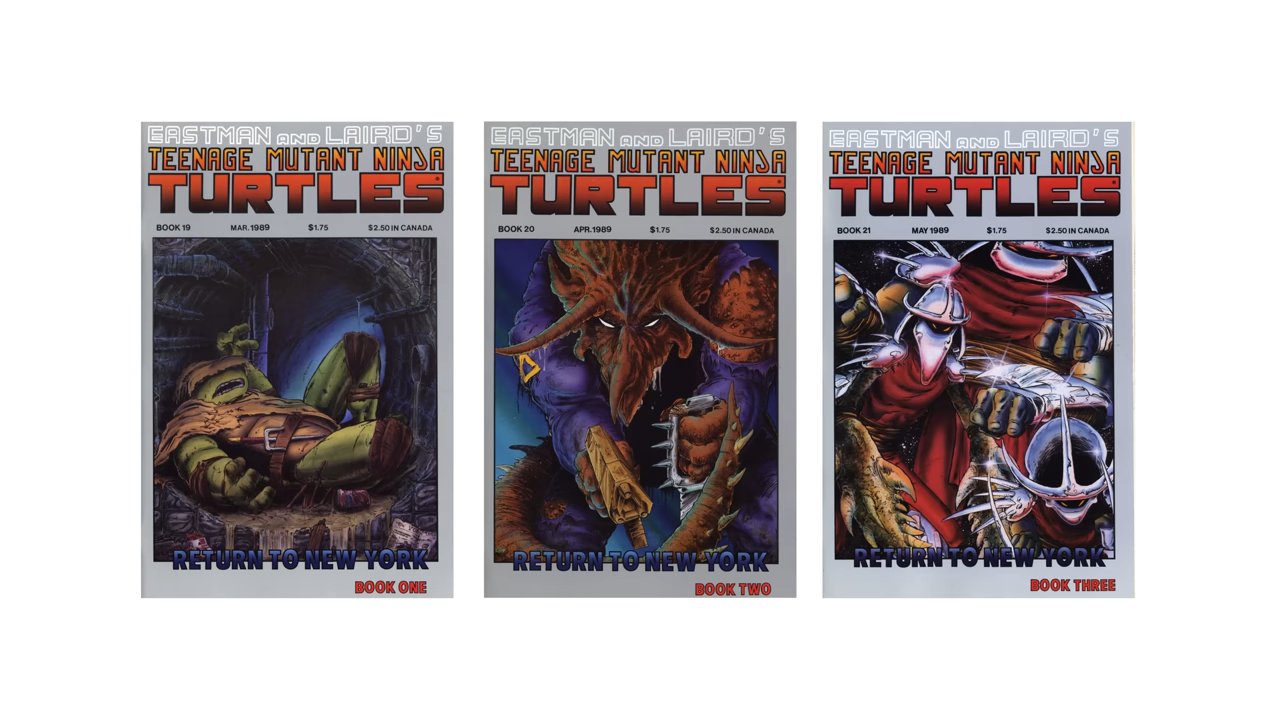 EASTMAN AND LAIRD'S
TEENAGE MUTANT NINJA
TURTLES
BOOK 19 MAR. 1989 $1.75 $2.50 IN CANADA
RETURN TO NEW YORK
BOOK ONE
EASTMAN AND LAIRD'S
TEENAGE MUTANT NINJA
TURTLES
BOOK 20 APR. 1989 $1.75 $2.50 IN CANADA
RETURN TO NEW YORK
BOOK TWO
EASTMAN AND LAIRD'S
TEENAGE MUTANT NINJA
TURTLES
BOOK 21 MAY 1989 $1.75 $2.50 IN CANADA
RETURN TO NEW YORK
BOOK THREE